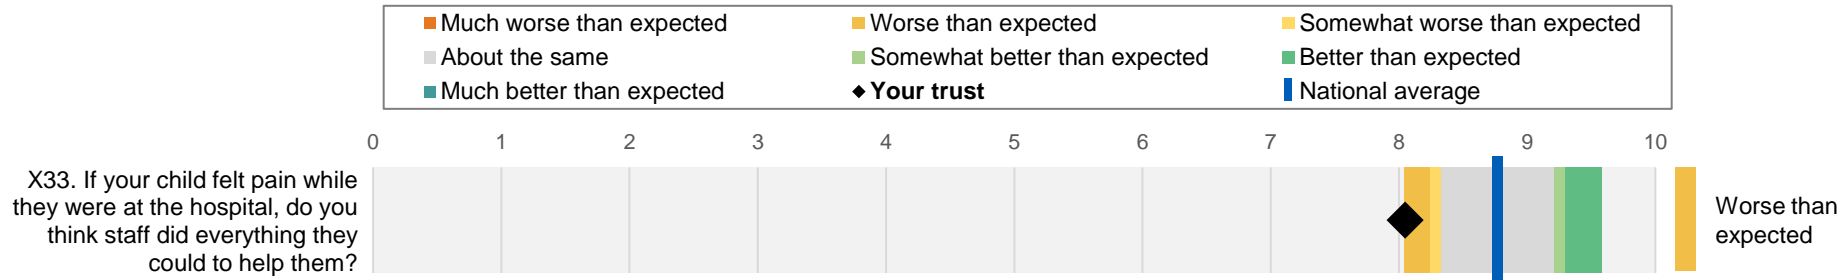 Much worse than expected Worse than expected Somewhat worse than expected
About the same Somewhat better than expected Better than expected
Much better than expected Your trust National average
0 1 2 3 4 5 6 7 8 9 10
X33. If your child felt pain while
they were at the hospital, do you
think staff did everything they
could to help them?
Worse than
expected